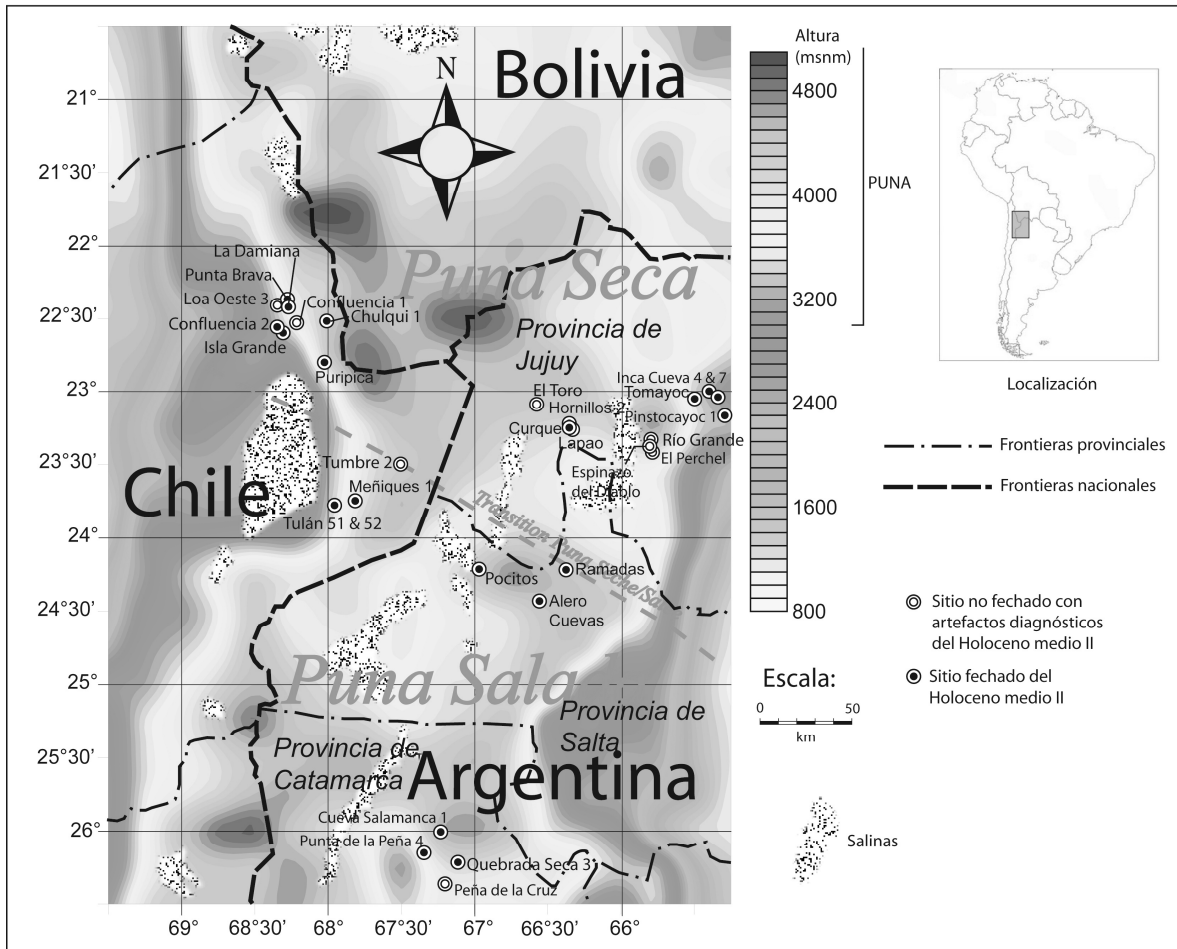 Bolivia
N
21°
21°30'
22°
22°30'
23°
23°30'
24°
24°30'
25°
25°30'
26°
69°
68°30'
68°
67°30'
67°
66°30'
66°
Puna Seca
La Damiana
Punta Brava
Loa Oeste 3
Confluencia 1
Chulqui 1
Confluencia 2
Isla Grande
Puripica
Provincia de
Jujuy
Inca Cueva 4 & 7
El Toro
Tomayoc
Hornillos 2
Pinstocayoc 1
Curque
Lapao
Río Grande
El Perchel
Espinazo
del Diablo
Tumbre 2
Chile
Meñiques 1
Tulán 51 & 52
Transition Puna Seche/Sa
Pocitos
Ramadas
Alero
Cuevas
Puna Sala
Provincia de
Salta
Provincia de
Catamarca
Argentina
Cueva Salamanca 1
Punta de la Peña 4
Quebrada Seca 3
Peña de la Cruz
Altura
(msnm)
4800
4000
3200
2400
1600
800
PUNA
Localización
Frontieras provinciales
Frontieras nacionales
Sitio no fechado con
artefactos diagnósticos
del Holoceno medio II
Sitio fechado del
Holoceno medio II
Escala:
0 50
km
Salinas